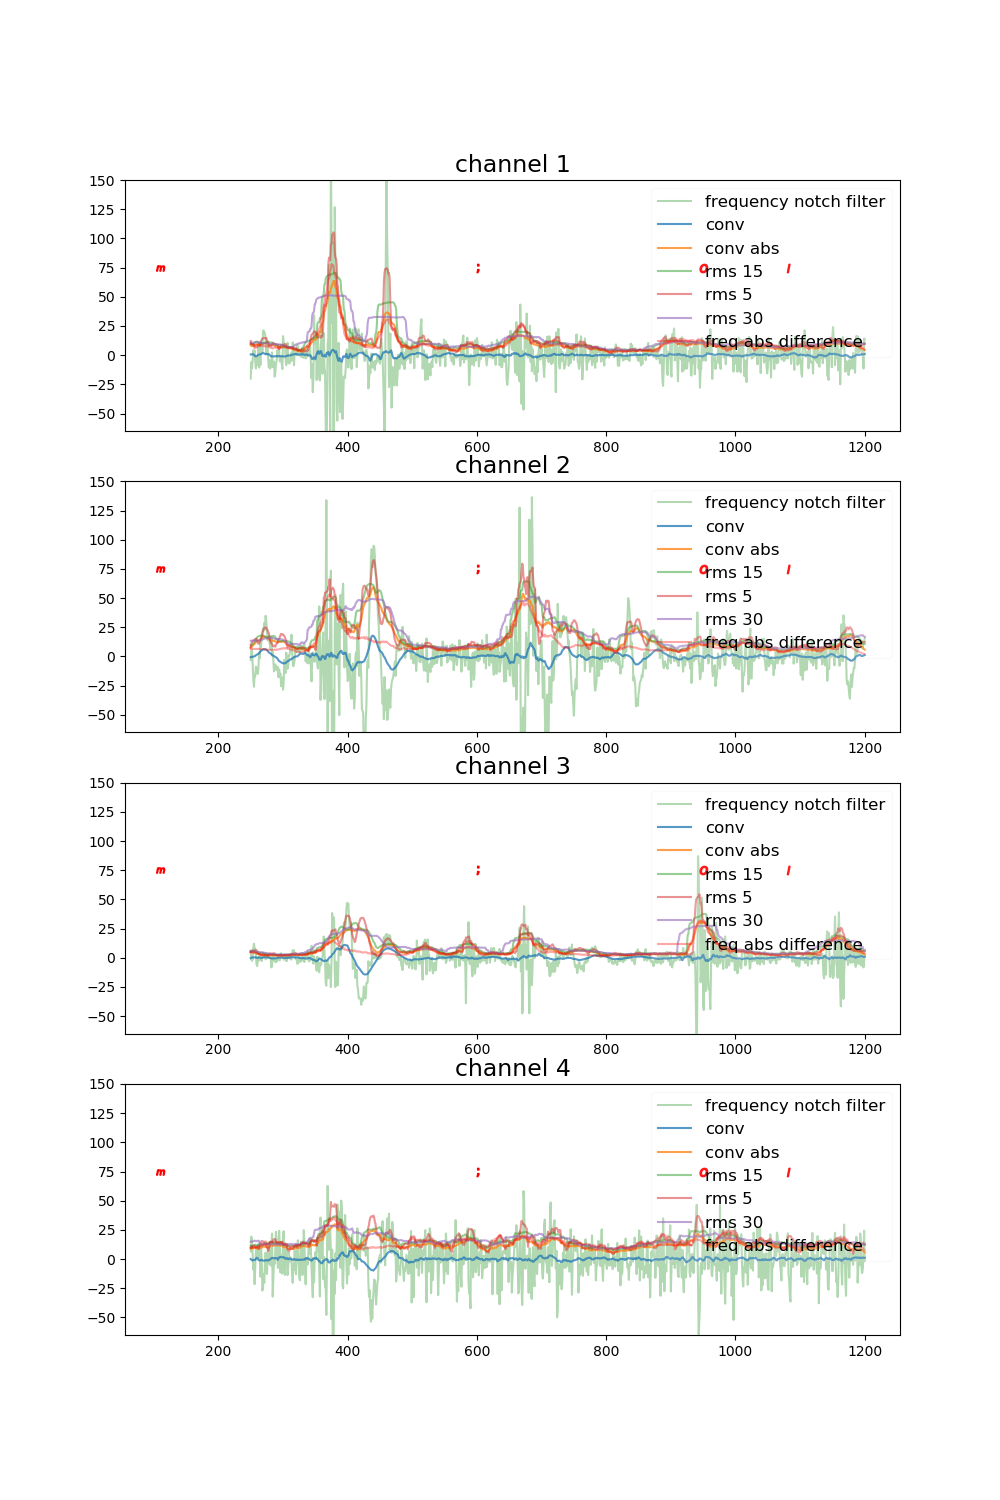 channel 1
150
125
100
75
50
25
0
−25
−50
m ; o l
frequency notch filter
conv
conv abs
rms 15
rms 5
rms 30
freq abs difference
200 400 600 800 1000 1200
channel 2
150
125
100
75
50
25
0
−25
−50
m ; o l
frequency notch filter
conv
conv abs
rms 15
rms 5
rms 30
freq abs difference
200 400 600 800 1000 1200
channel 3
150
125
100
75
50
25
0
−25
−50
m ; o l
frequency notch filter
conv
conv abs
rms 15
rms 5
rms 30
freq abs difference
200 400 600 800 1000 1200
channel 4
150
125
100
75
50
25
0
−25
−50
m ; o l
frequency notch filter
conv
conv abs
rms 15
rms 5
rms 30
freq abs difference
200 400 600 800 1000 1200